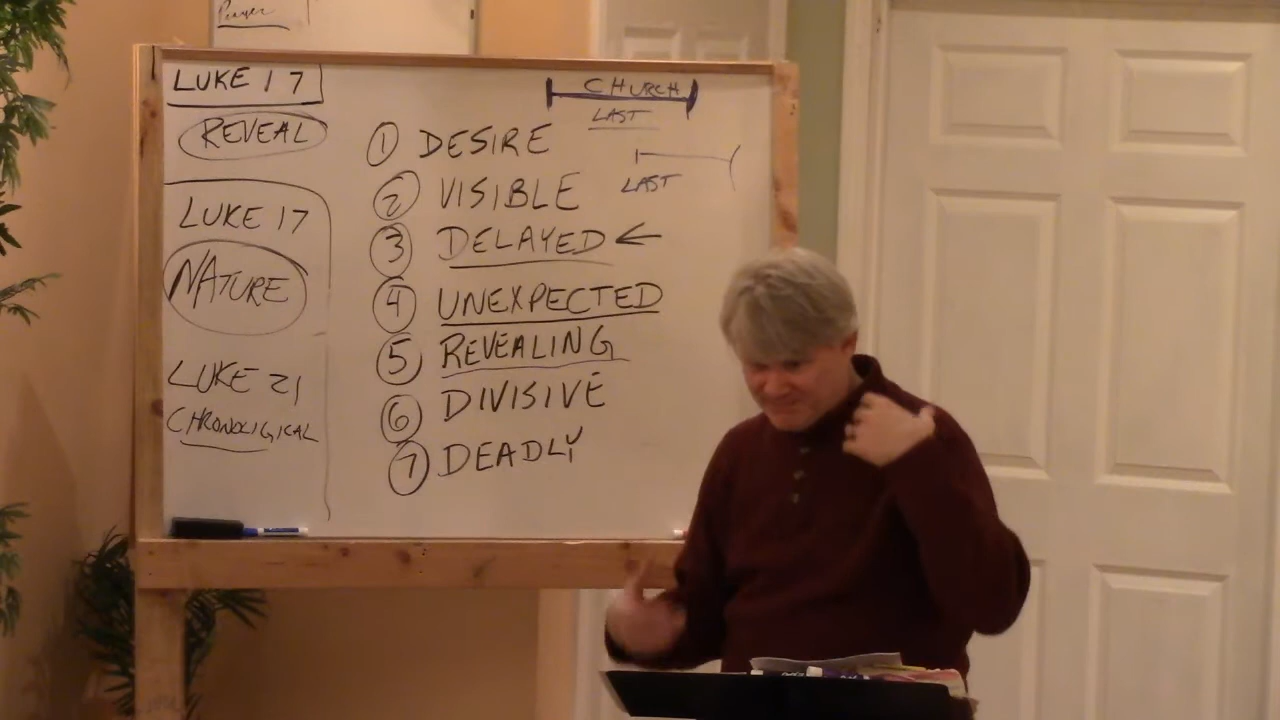 Prayer
LUKE 17
REVEAL
LUKE 17
NATURE
LUKE 21
CHRONOLIGICAL
CHURCH
LAST
LAST
1 DESIRE
2 VISIBLE
3 DELAYED ←
4 UNEXPECTED
5 REVEALING
6 DIVISIVE
7 DEADLY